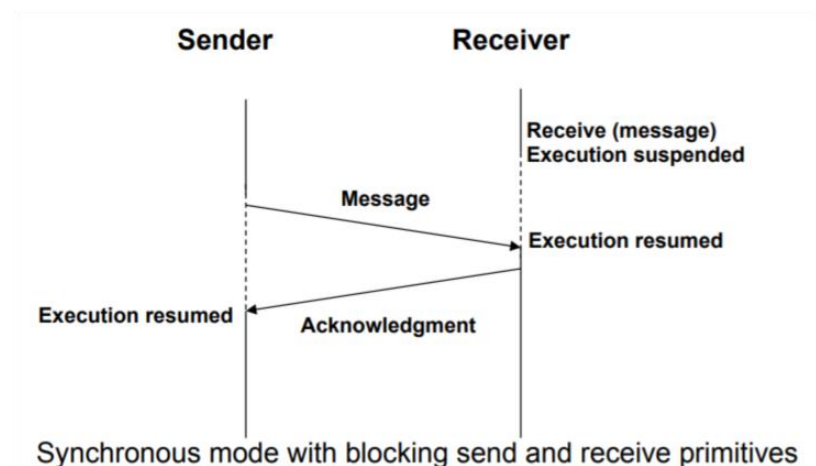 Sender
Receiver
Receive (message)
Execution suspended
Message
Execution resumed
Execution resumed
Acknowledgment
Synchronous mode with blocking send and receive primitives